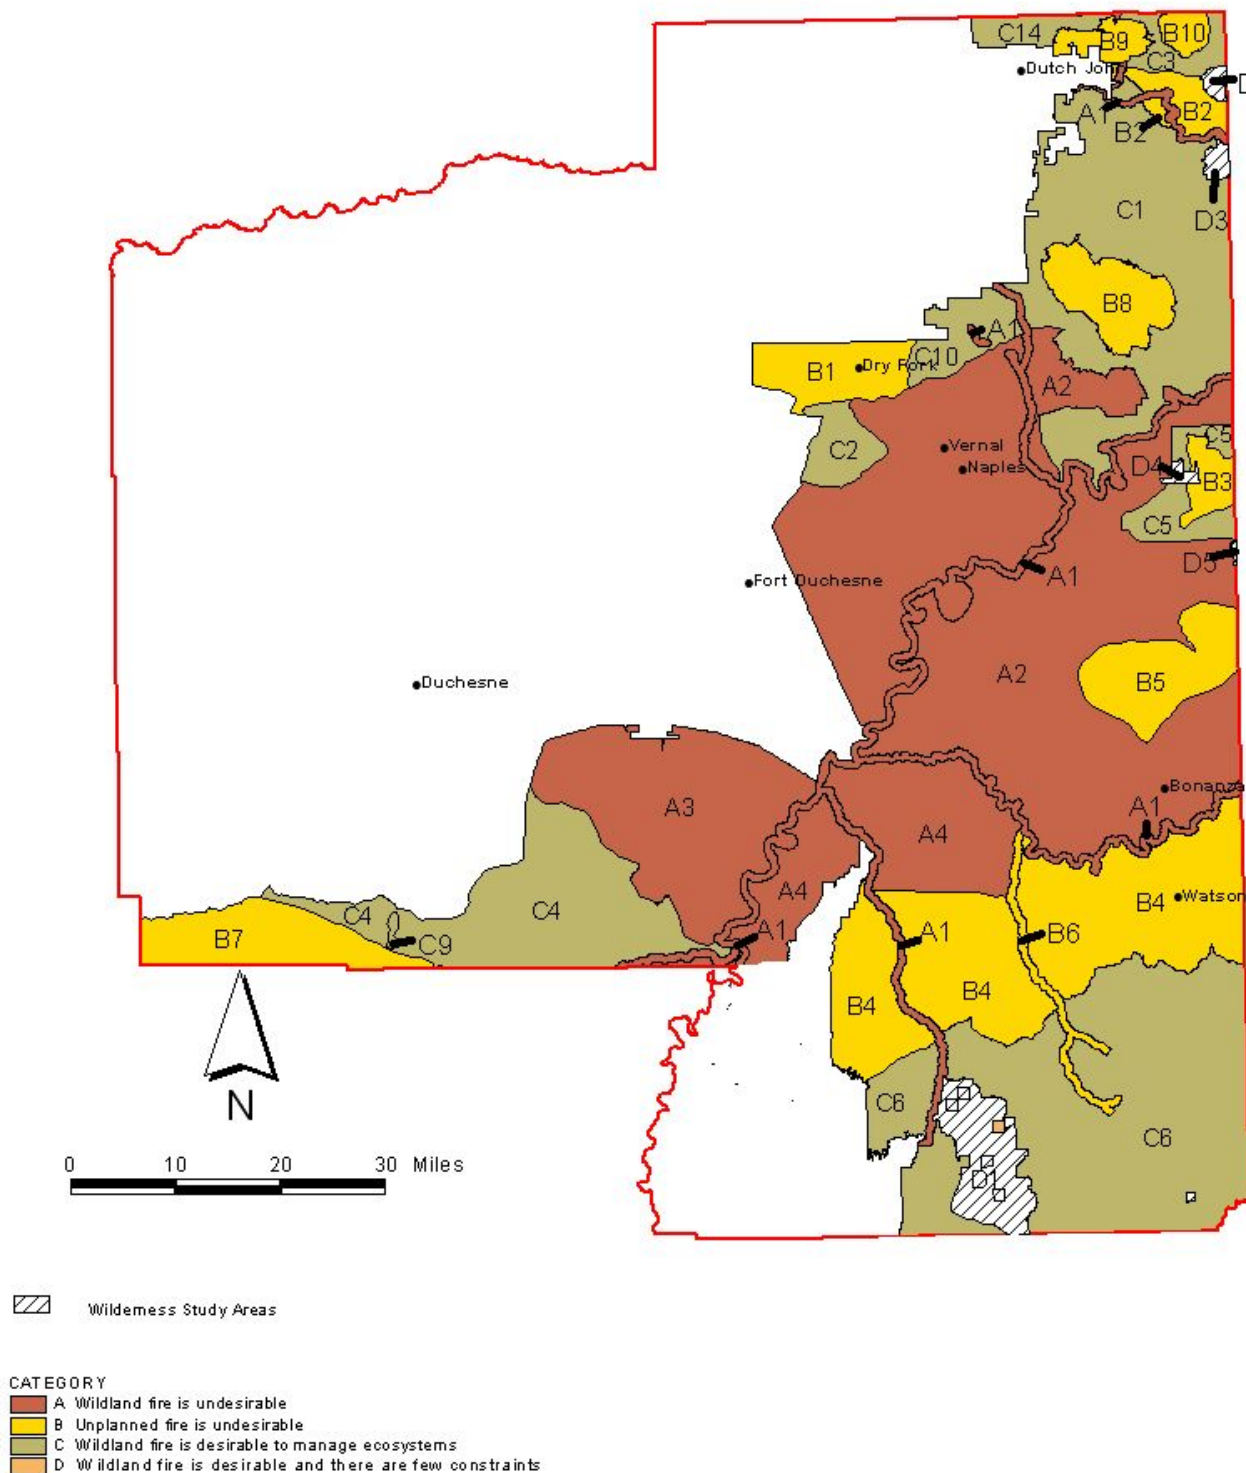 C14
B9
B10
C3
Dutch John
D
A1
B2
B2
C1
D3
B8
A1
C10
B1
Dry Fork
A2
C2
Vernal
Naples
C5
D4
B3
C5
D5
A1
Fort Duchesne
A2
B5
Duchesne
Bonanza
A1
A3
A4
A4
Watson
B4
C4
C4
C9
B7
A1
A1
B6
B4
B4
N
C6
C6
D1
0 10 20 30 Miles
Wilderness Study Areas
CATEGORY
A Wildland fire is undesirable
B Unplanned fire is undesirable
C Wildland fire is desirable to manage ecosystems
D Wildland fire is desirable and there are few constraints